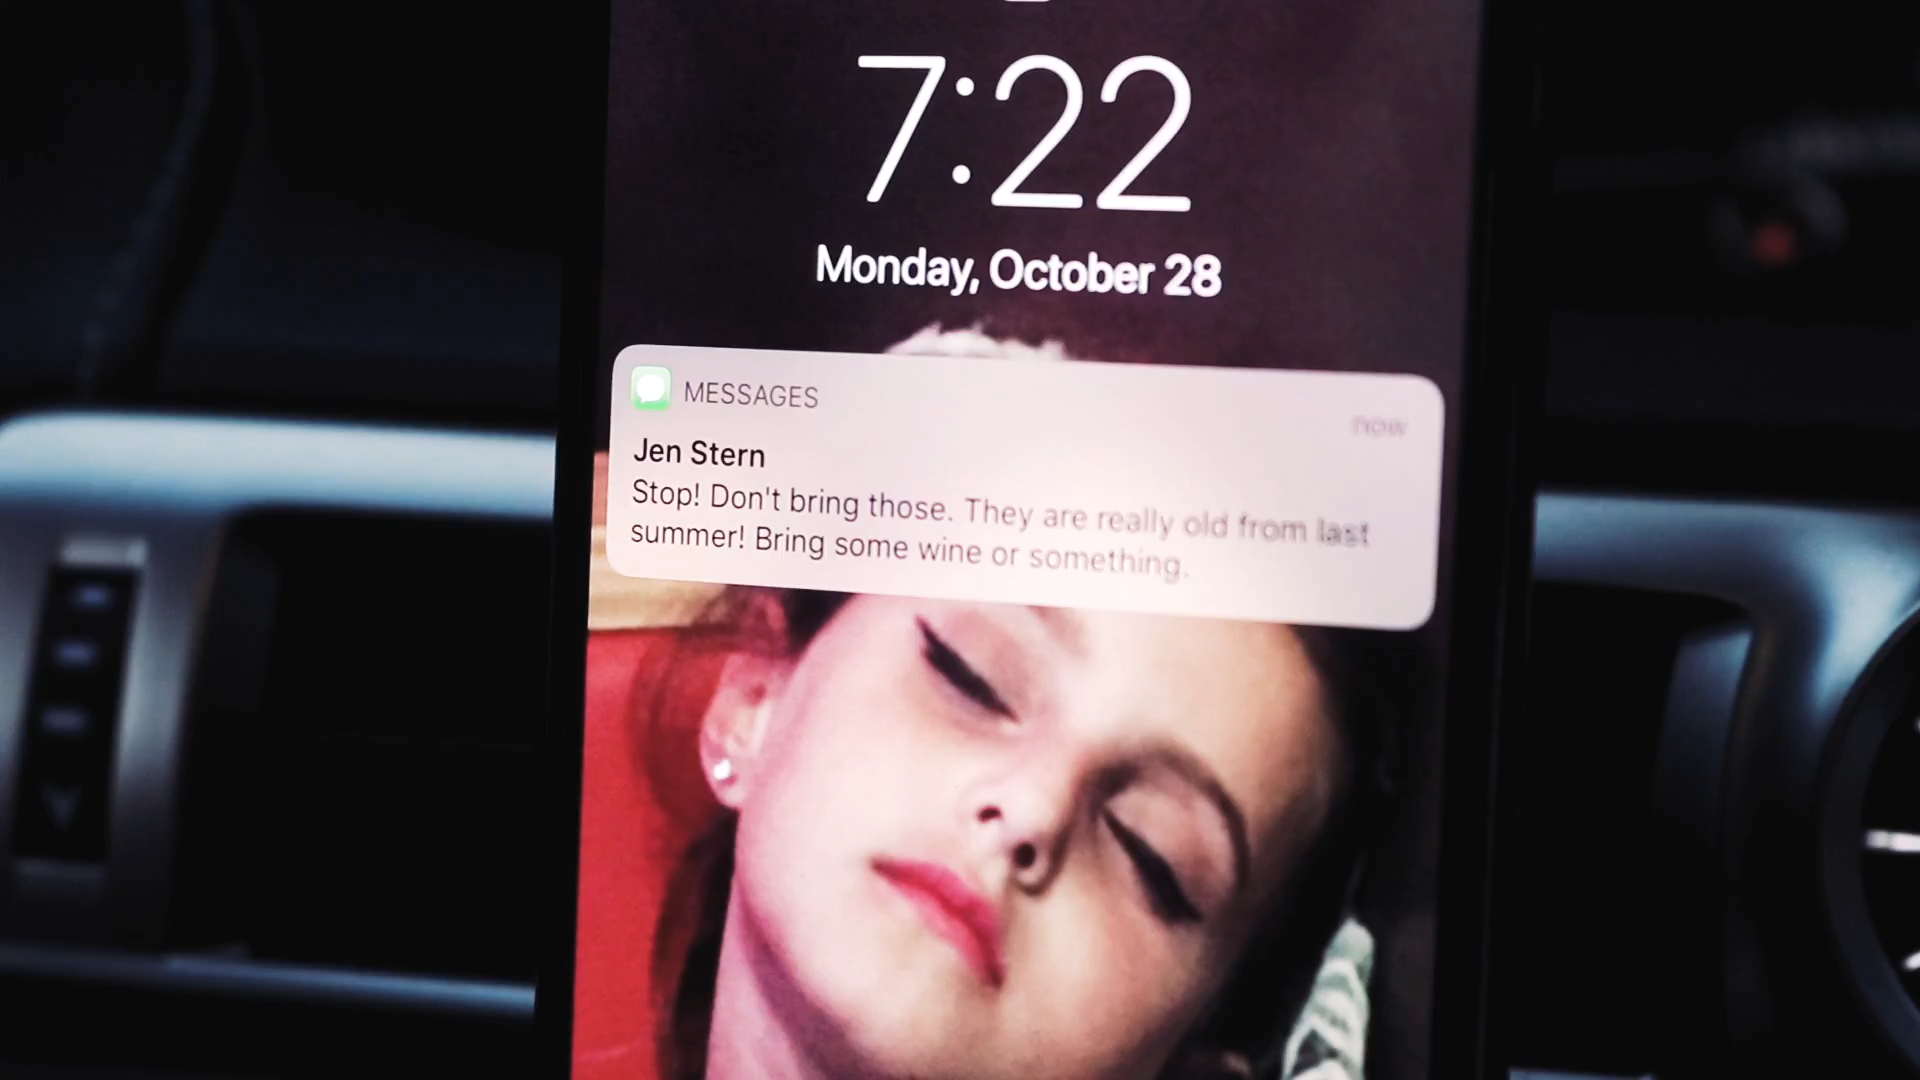 7:22
Monday, October 28
MESSAGES
now
Jen Stern
Stop! Don't bring those. They are really old from last
summer! Bring some wine or something.